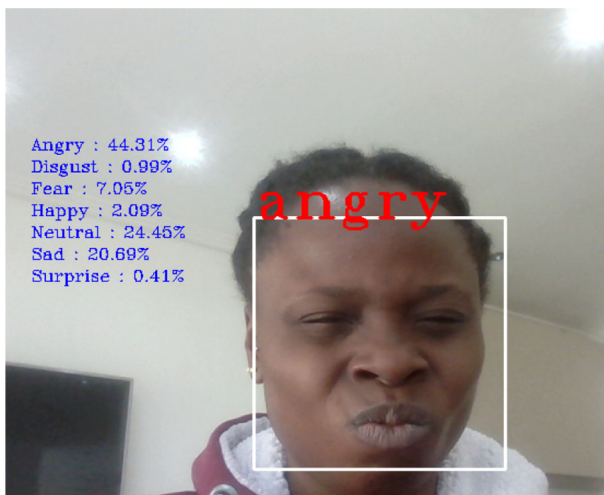 Angry : 44.31%
Disgust : 0.99%
Fear : 7.05%
Happy : 2.09%
Neutral : 24.45%
Sad : 20.69%
Surprise : 0.41%
angry